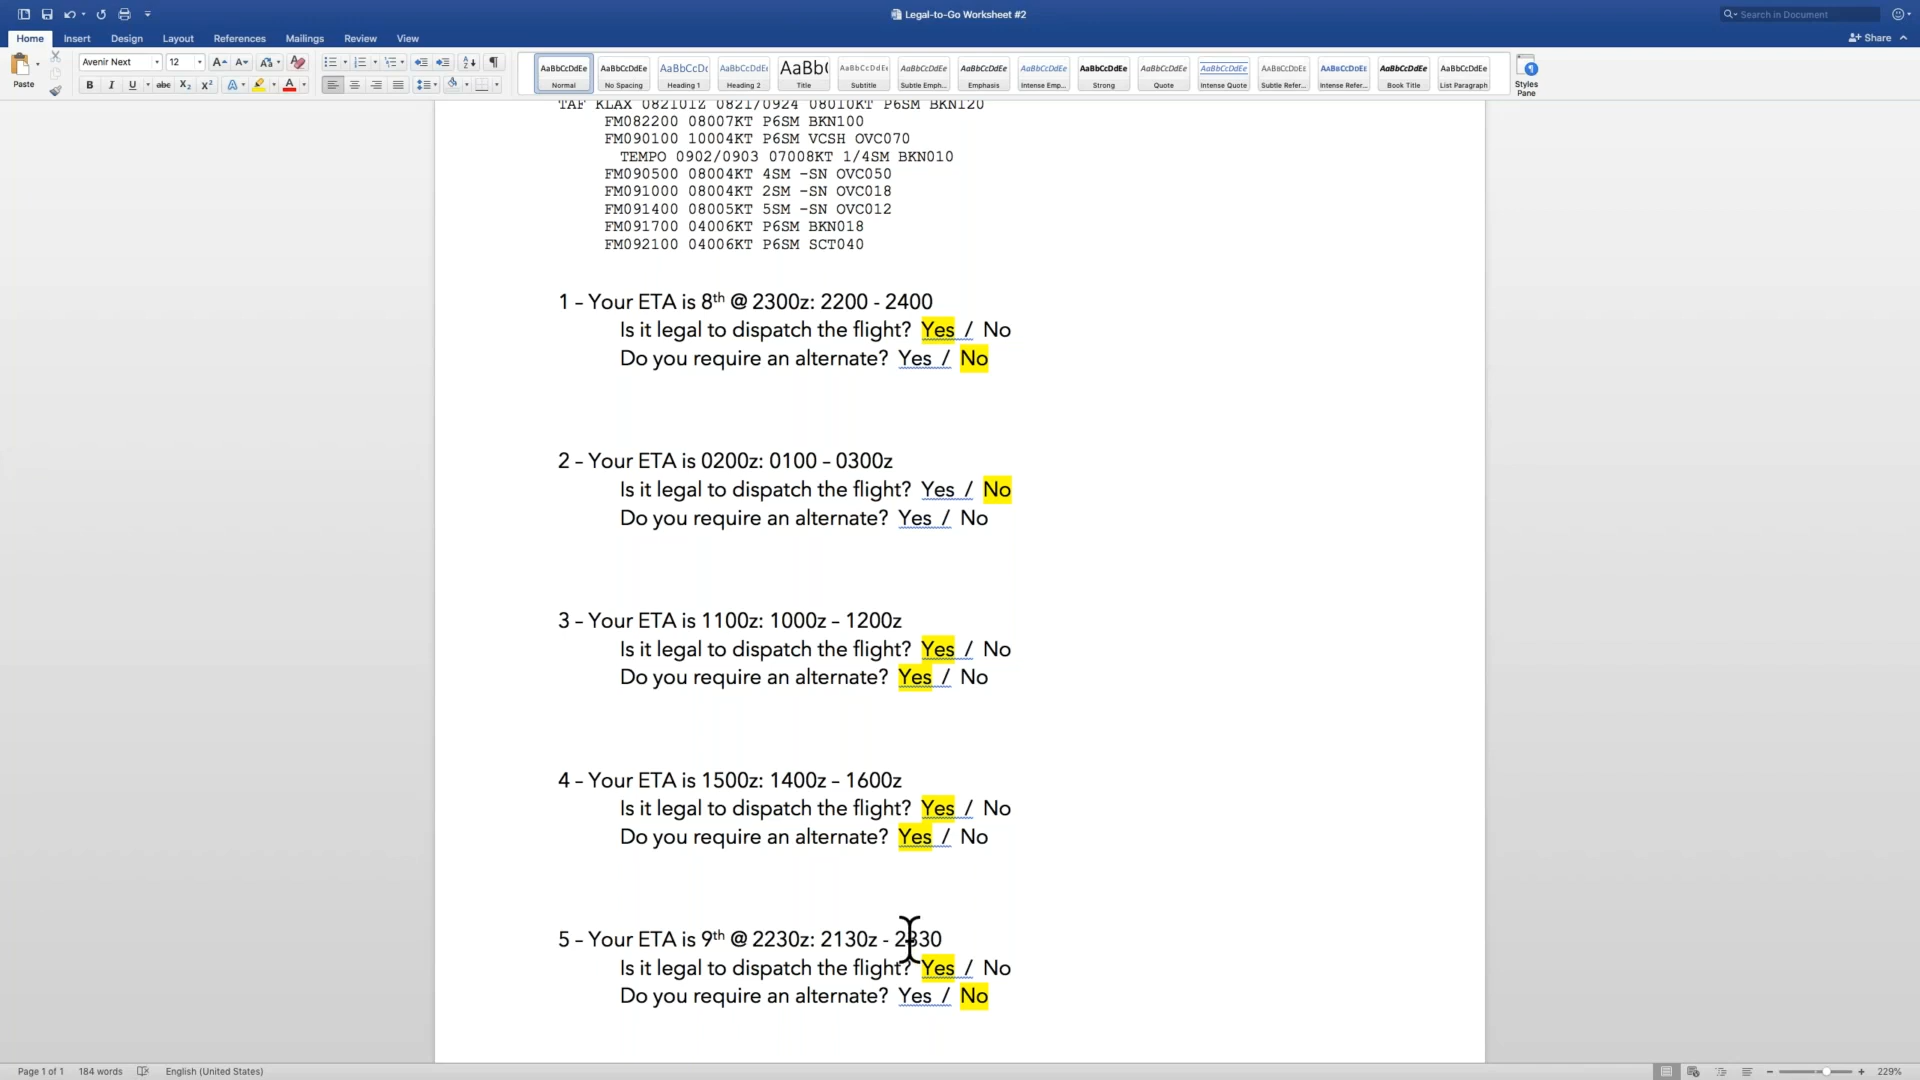 Legal-to-Go Worksheet #2
Search in Document
Home Insert Design Layout References Mailings Review View
Share
Paste
Avenir Next 12
AaBbCcDdEe Normal
AaBbCcDdEe No Spacing
AaBbCcDc Heading 1
AaBbCcDdEe Heading 2
AaBb( Title
AaBbCcDdEe Subtitle
AaBbCcDdEe Subtle Emph...
AaBbCcDdEe Emphasis
AaBbCcDdEe Intense Emp...
AaBbCcDdEe Strong
AaBbCcDdEe Quote
AaBbCcDdEe Intense Quote
AaBbCcDdEe Subtle Refer...
AaBbCcDdEe Intense Refer...
AaBbCcDdEe Book Title
AaBbCcDdEe List Paragraph
Styles Pane
TAF KLAX 082101Z 0821/0924 08010KT P6SM BKN120
FM082200 08007KT P6SM BKN100
FM090100 10004KT P6SM VCSH OVC070
TEMPO 0902/0903 07008KT 1/4SM BKN010
FM090500 08004KT 4SM -SN OVC050
FM091000 08004KT 2SM -SN OVC018
FM091400 08005KT 5SM -SN OVC012
FM091700 04006KT P6SM BKN018
FM092100 04006KT P6SM SCT040
1 – Your ETA is 8th @ 2300z: 2200 - 2400
Is it legal to dispatch the flight? Yes / No
Do you require an alternate? Yes / No
2 – Your ETA is 0200z: 0100 – 0300z
Is it legal to dispatch the flight? Yes / No
Do you require an alternate? Yes / No
3 – Your ETA is 1100z: 1000z – 1200z
Is it legal to dispatch the flight? Yes / No
Do you require an alternate? Yes / No
4 – Your ETA is 1500z: 1400z – 1600z
Is it legal to dispatch the flight? Yes / No
Do you require an alternate? Yes / No
5 – Your ETA is 9th @ 2230z: 2130z - 2330
Is it legal to dispatch the flight? Yes / No
Do you require an alternate? Yes / No
Page 1 of 1 184 words English (United States) 229%